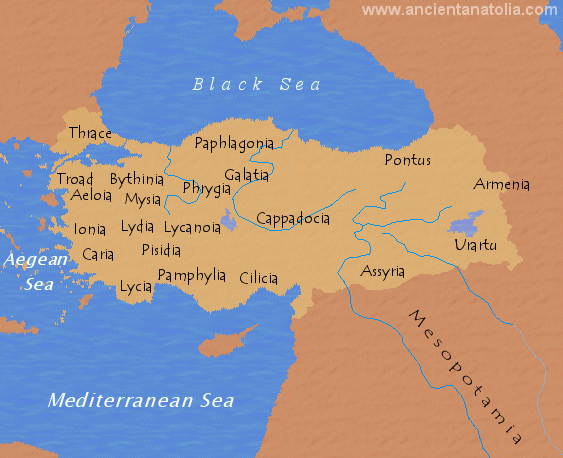 www.ancientanatolia.com
Black Sea
Thrace
Paphlagonia
Pontus
Troad
Bythinia
Galatia
Armenia
Aeloia
Mysia
Phrygia
Ionia
Lydia
Lycanoia
Cappadocia
Urartu
Caria
Pisidia
Aegean
Sea
Pamphylia
Cilicia
Assyria
Lycia
Mesopotamia
Mediterranean Sea